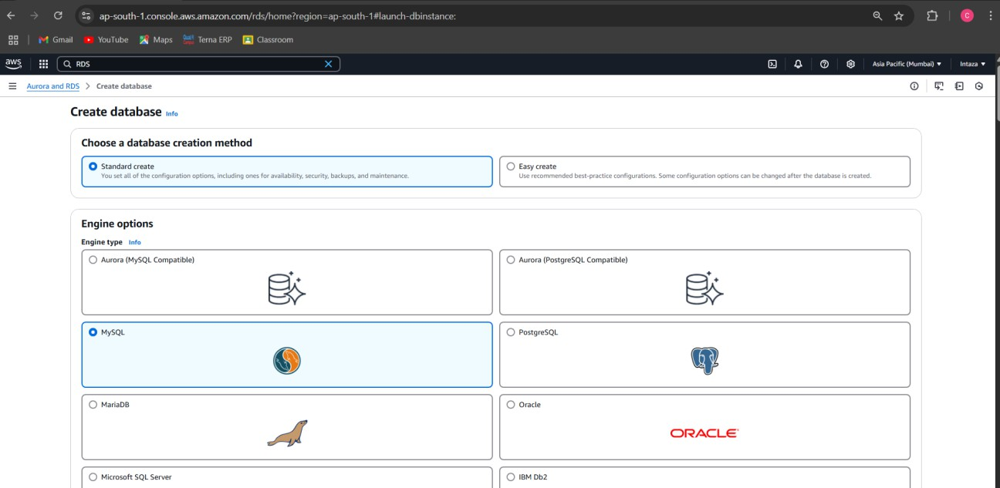 ap-south-1.console.aws.amazon.com/rds/home?region=ap-south-1#launch-dbinstance:
C
Gmail
YouTube
Maps
Terna ERP
Classroom
aws
RDS
Asia Pacific (Mumbai)
Intaza
Aurora and RDS > Create database
Create database Info
Choose a database creation method
Standard create
You set all of the configuration options, including ones for availability, security, backups, and maintenance.
Easy create
Use recommended best-practice configurations. Some configuration options can be changed after the database is created.
Engine options
Engine type Info
Aurora (MySQL Compatible)
Aurora (PostgreSQL Compatible)
MySQL
PostgreSQL
MariaDB
Oracle
ORACLE
Microsoft SQL Server
IBM Db2